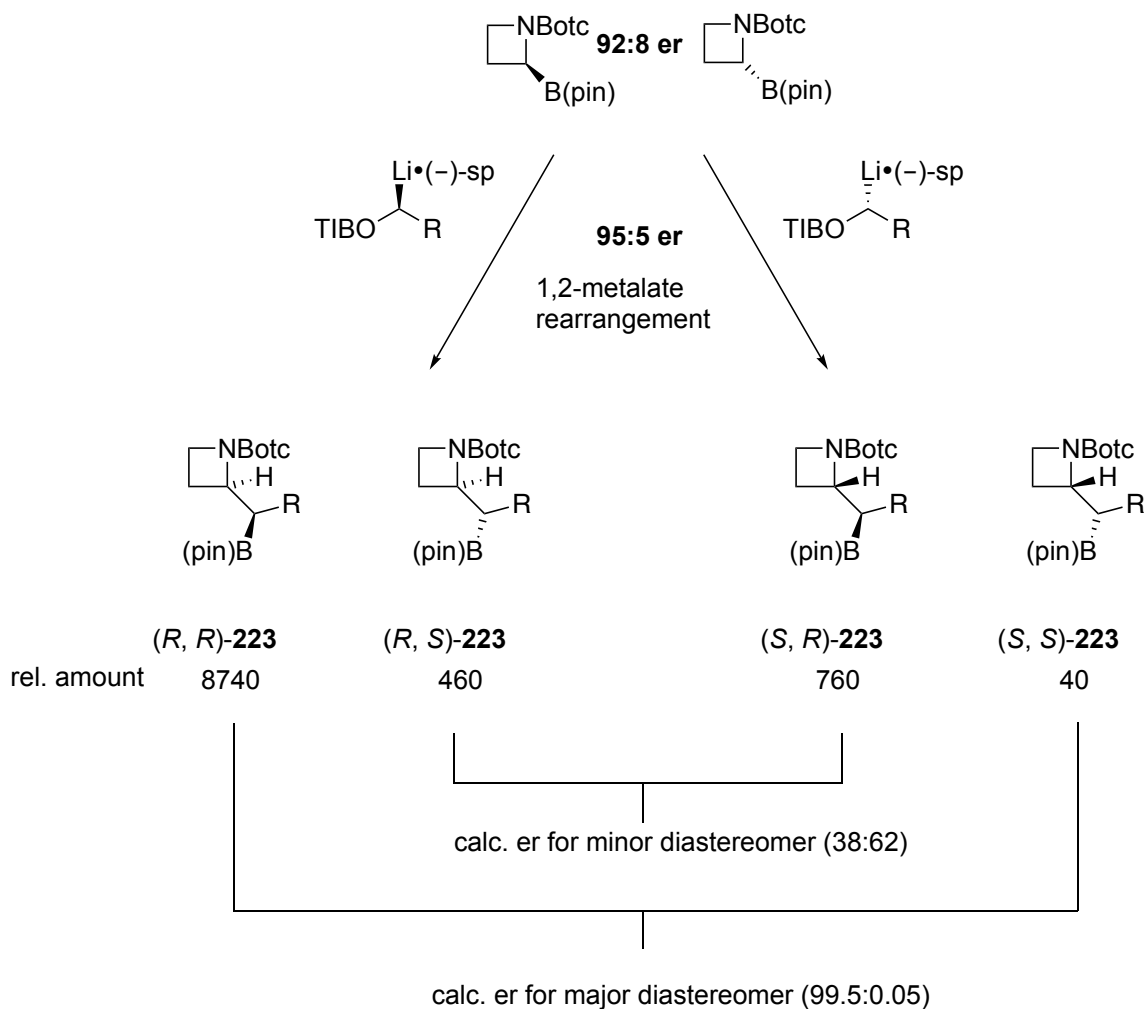 NBotc
NBotc
92:8 er
B(pin)
B(pin)
Li•(−)-sp
Li•(−)-sp
TIBO
R
TIBO
R
95:5 er
1,2-metalate
rearrangement
NBotc
NBotc
NBotc
NBotc
H
H
H
H
R
R
R
R
(pin)B
(pin)B
(pin)B
(pin)B
(R, R)-223
(R, S)-223
(S, R)-223
(S, S)-223
rel. amount 8740 460 760 40
calc. er for minor diastereomer (38:62)
calc. er for major diastereomer (99.5:0.05)